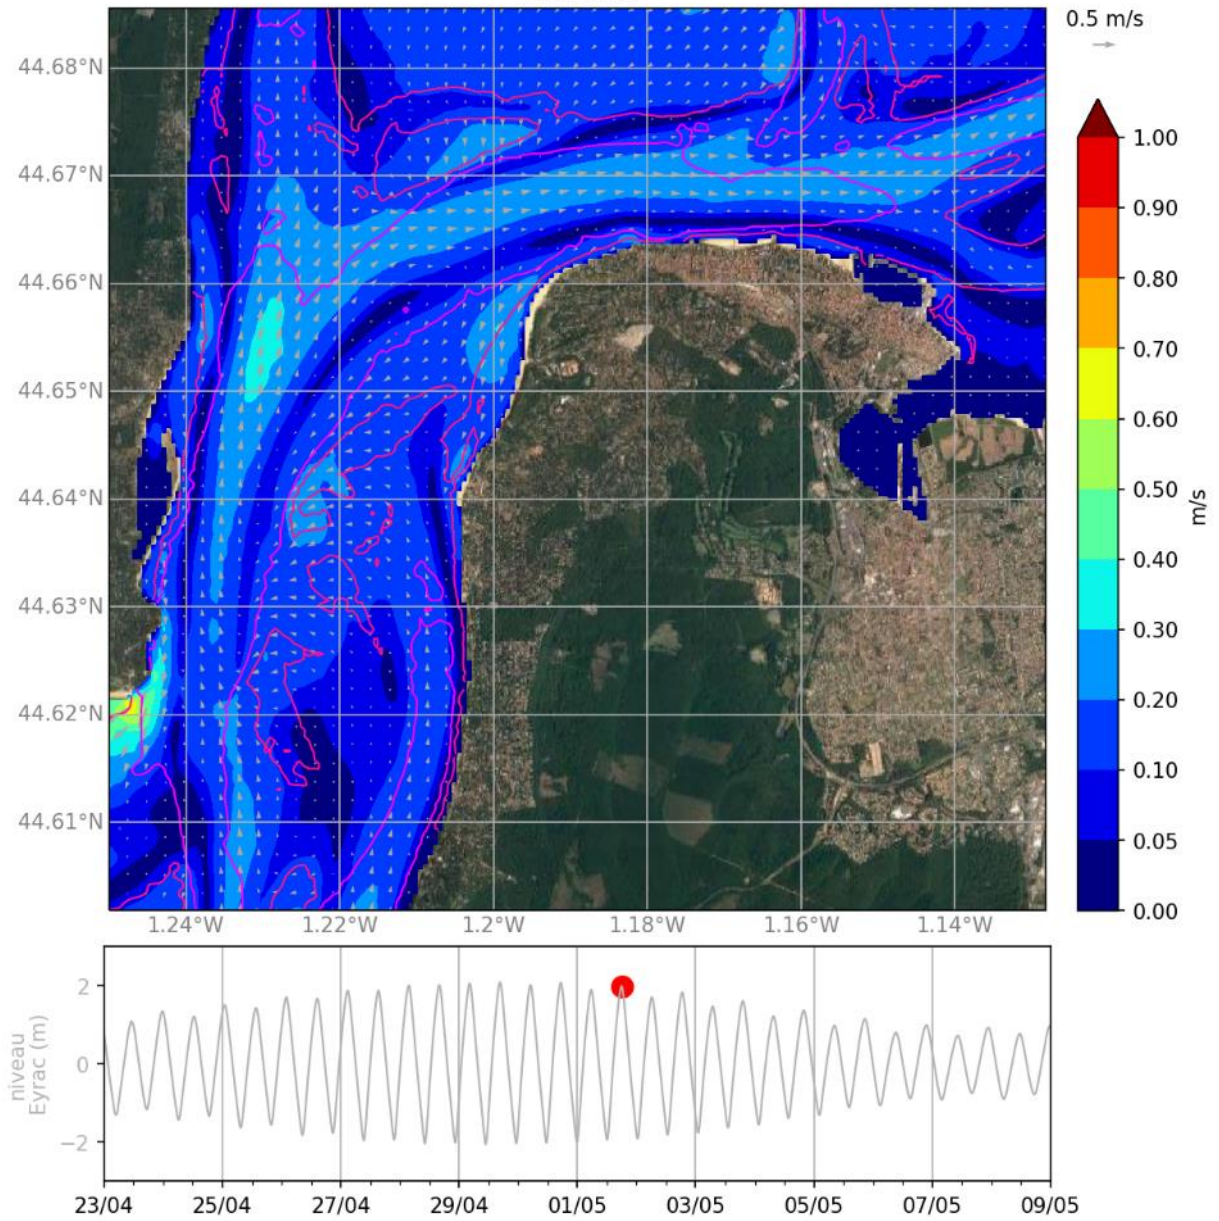 0.5 m/s
44.68°N
44.67°N
44.66°N
44.65°N
44.64°N
44.63°N
44.62°N
44.61°N
1.24°W 1.22°W 1.2°W 1.18°W 1.16°W 1.14°W
1.00
0.90
0.80
0.70
0.60
0.50
0.40
0.30
0.20
0.10
0.05
0.00
m/s
niveau
Eyrac (m)
2
0
−2
23/04 25/04 27/04 29/04 01/05 03/05 05/05 07/05 09/05